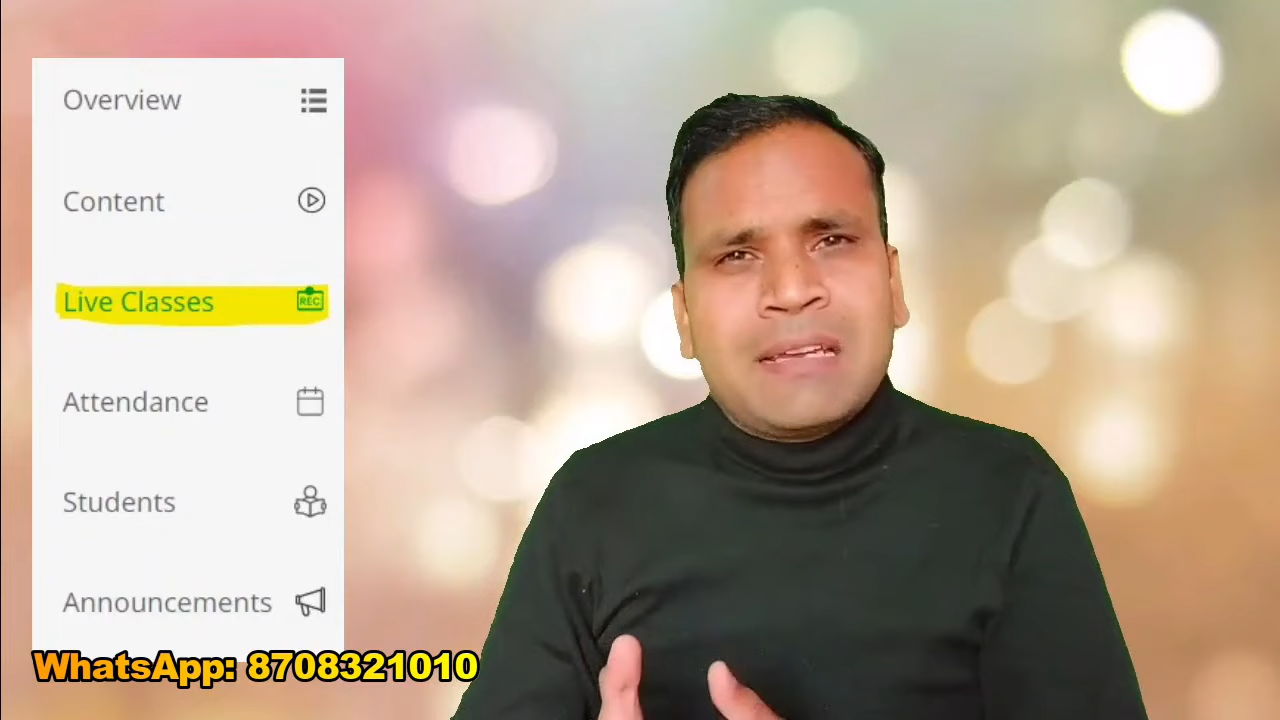 Overview
Content
Live Classes
REC
Attendance
Students
Announcements
WhatsApp: 8708321010